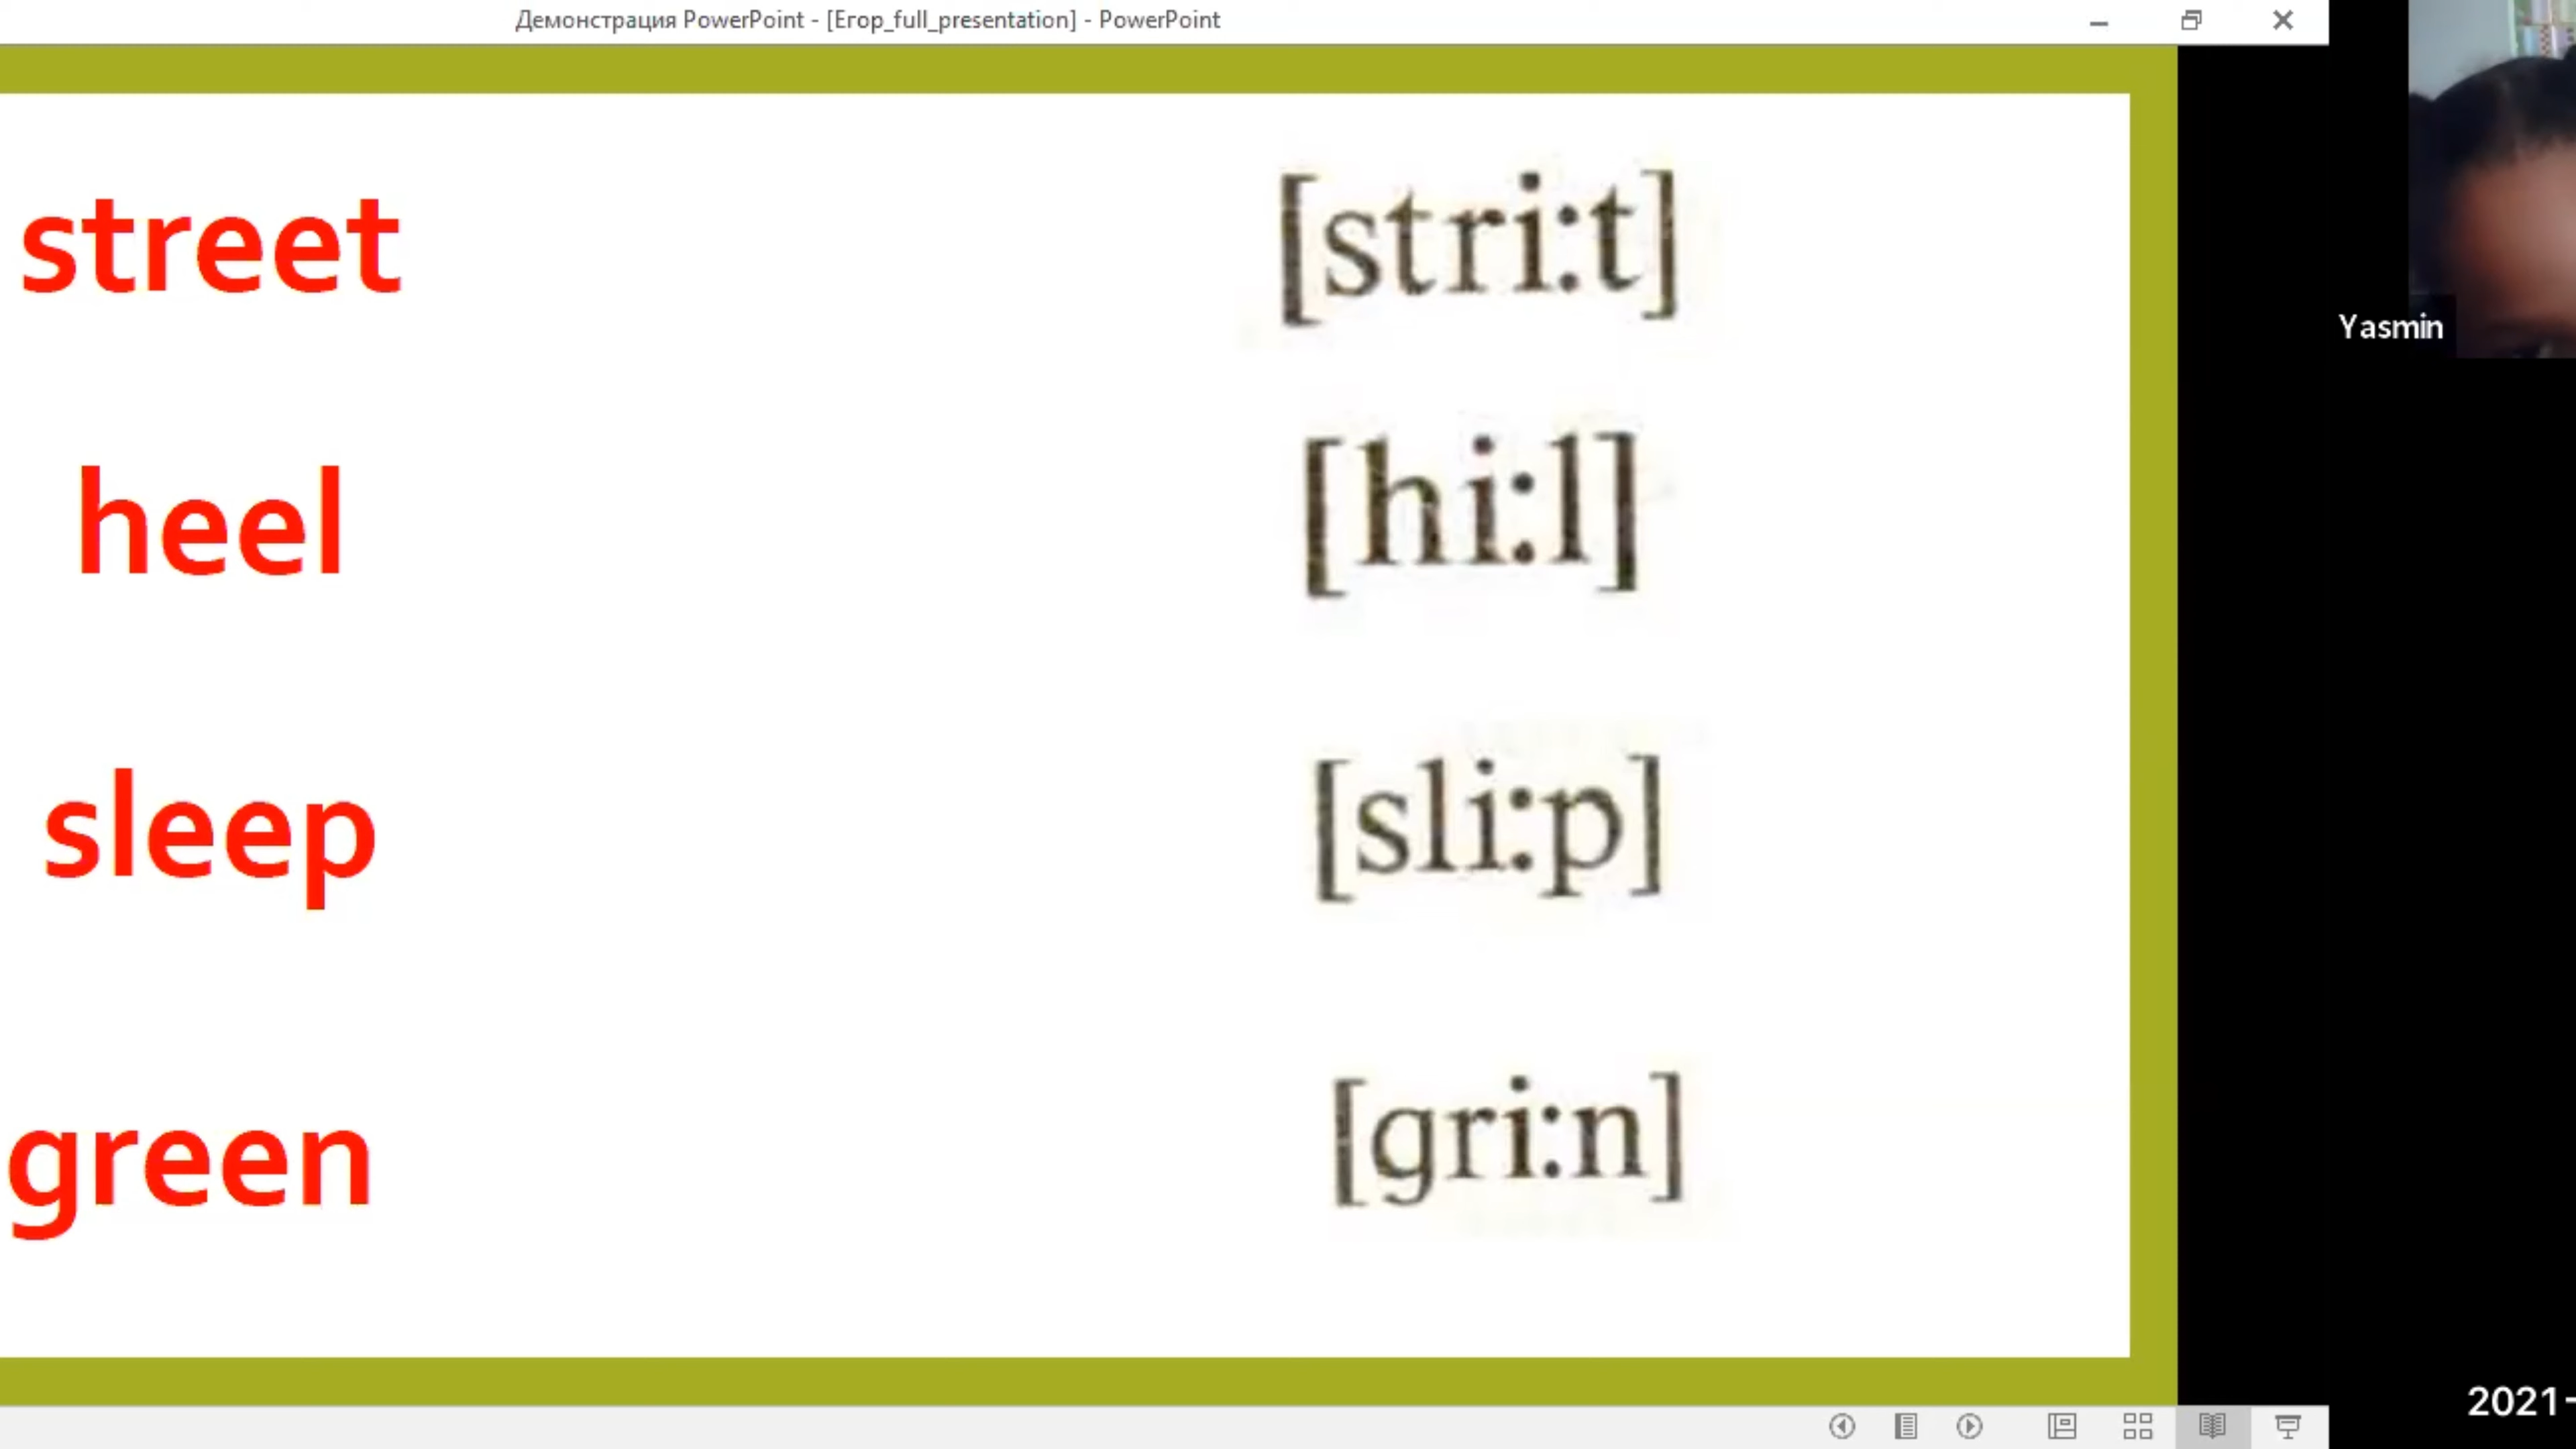 Демонстрация PowerPoint - [Егор_full_presentation] - PowerPoint
street [stri:t]
Yasmin
heel [hi:l]
sleep [sli:p]
green [gri:n]
2021-